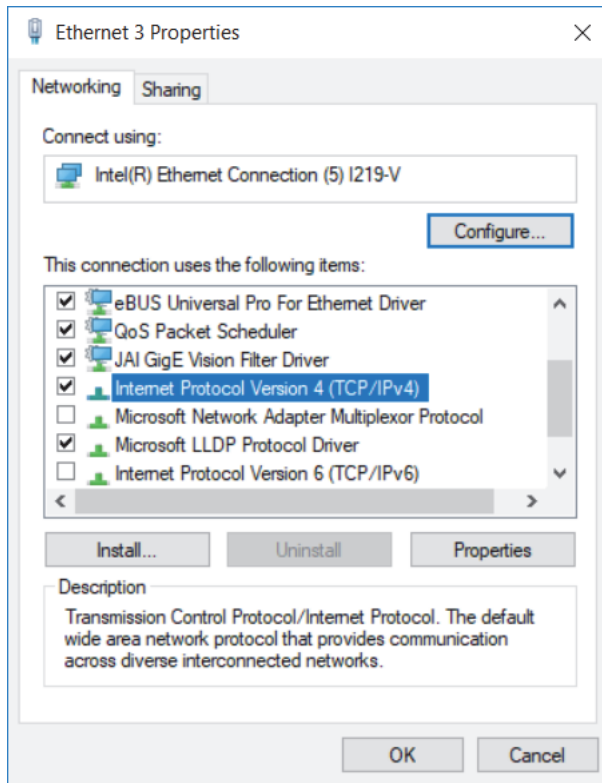 Ethernet 3 Properties
Networking
Sharing
Connect using:
Intel(R) Ethernet Connection (5) I219-V
Configure...
This connection uses the following items:
eBUS Universal Pro For Ethernet Driver
QoS Packet Scheduler
JAI GigE Vision Filter Driver
Internet Protocol Version 4 (TCP/IPv4)
Microsoft Network Adapter Multiplexor Protocol
Microsoft LLDP Protocol Driver
Internet Protocol Version 6 (TCP/IPv6)
Install...
Uninstall
Properties
Description
Transmission Control Protocol/Internet Protocol. The default
wide area network protocol that provides communication
across diverse interconnected networks.
OK
Cancel